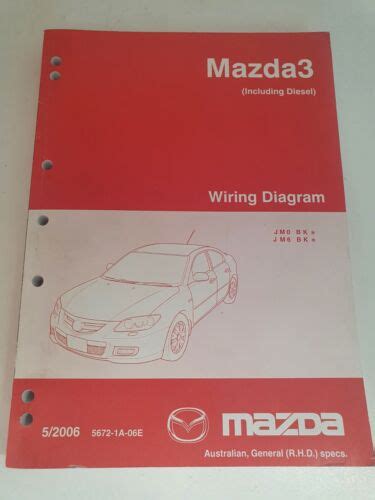 Mazda3
(Including Diesel)
Wiring Diagram
JM0 BK*
JM6 BK*
5/2006 5672-1A-06E mazda
Australian, General (R.H.D.) specs.